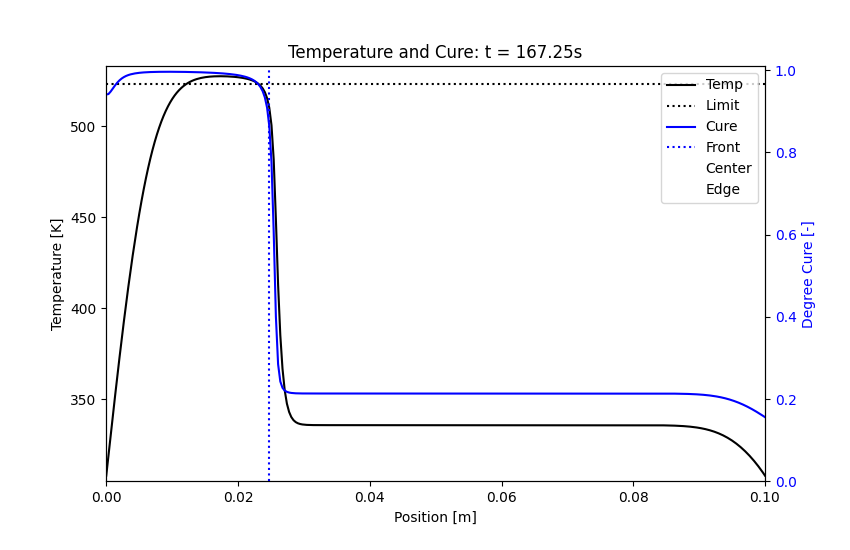 Temperature and Cure: t = 167.25s
Temp
Limit
Cure
Front
Center
Edge
Temperature [K]
500
450
400
350
Degree Cure [-]
1.0
0.8
0.6
0.4
0.2
0.0
0.00 0.02 0.04 0.06 0.08 0.10
Position [m]